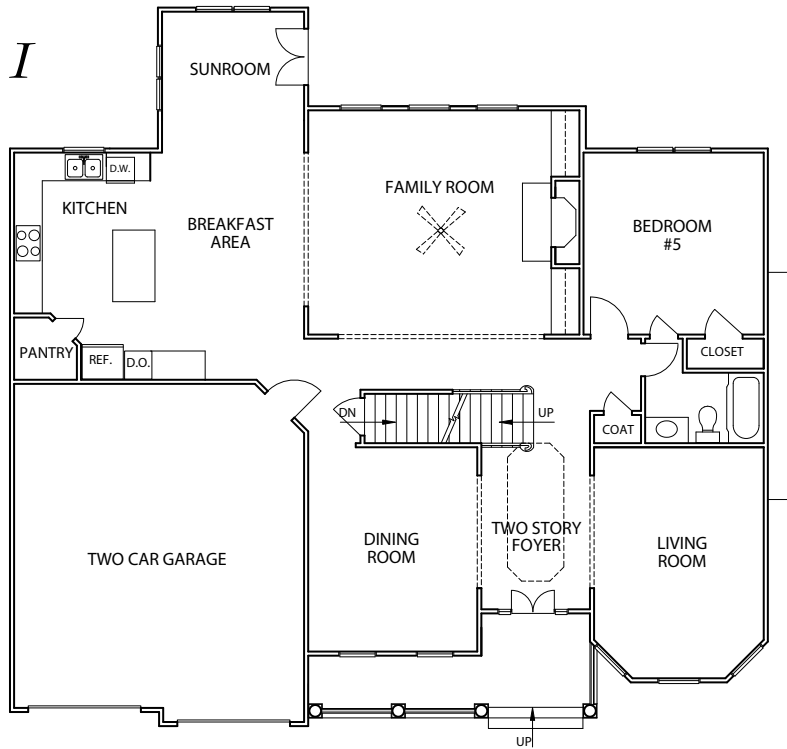 I
SUNROOM
D.W.
KITCHEN
FAMILY ROOM
BREAKFAST
AREA
BEDROOM
#5
PANTRY
REF.
D.O.
CLOSET
DN
UP
COAT
TWO CAR GARAGE
DINING
ROOM
TWO STORY
FOYER
LIVING
ROOM
UP